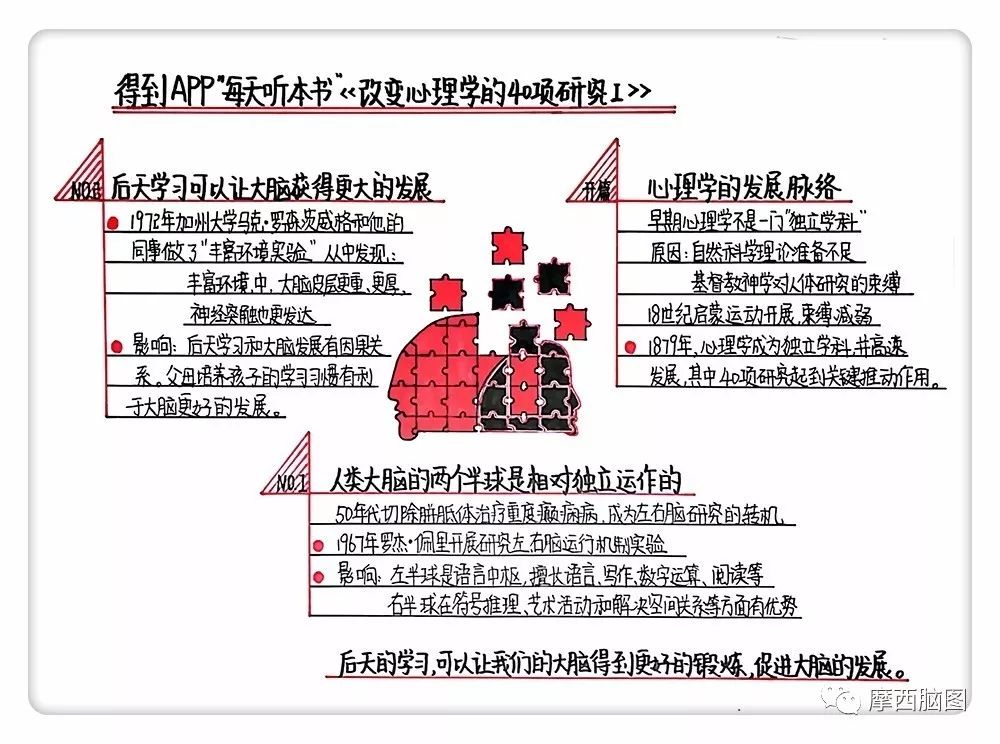 得到APP"每天听本书"《改变心理学的40项研究I》
开篇 心理学的发展脉络
早期心理学不是一门"独立学科"
原因:自然科学理论准备不足
基督教神学对人体研究的束缚
18世纪启蒙运动开展,束缚减弱
1879年,心理学成为独立学科,并高速
发展,其中40项研究起到关键推动作用。
NO.I 人类大脑的两个半球是相对独立运作的
50年代切除胼胝体治疗重度癫痫病,成为左右脑研究的转机,
1967年罗杰·佩里开展研究左右脑运行机制实验
影响:左半球是语言中枢,擅长语言、写作、数字运算、阅读等
右半球在符号推理、艺术活动和解决空间关系等方面有优势
后天学习可以让大脑获得更大的发展
1972年加州大学马克·罗森茨威格和他的
同事做了"丰富环境实验" 从中发现:
丰富环境中,大脑皮层更重、更厚,
神经突触也更发达
影响:后天学习和大脑发展有因果关
系。父母培养孩子的学习习惯有利
于大脑更好的发展。
后天的学习,可以让我们的大脑得到更好的锻炼,促进大脑的发展。
摩西脑图